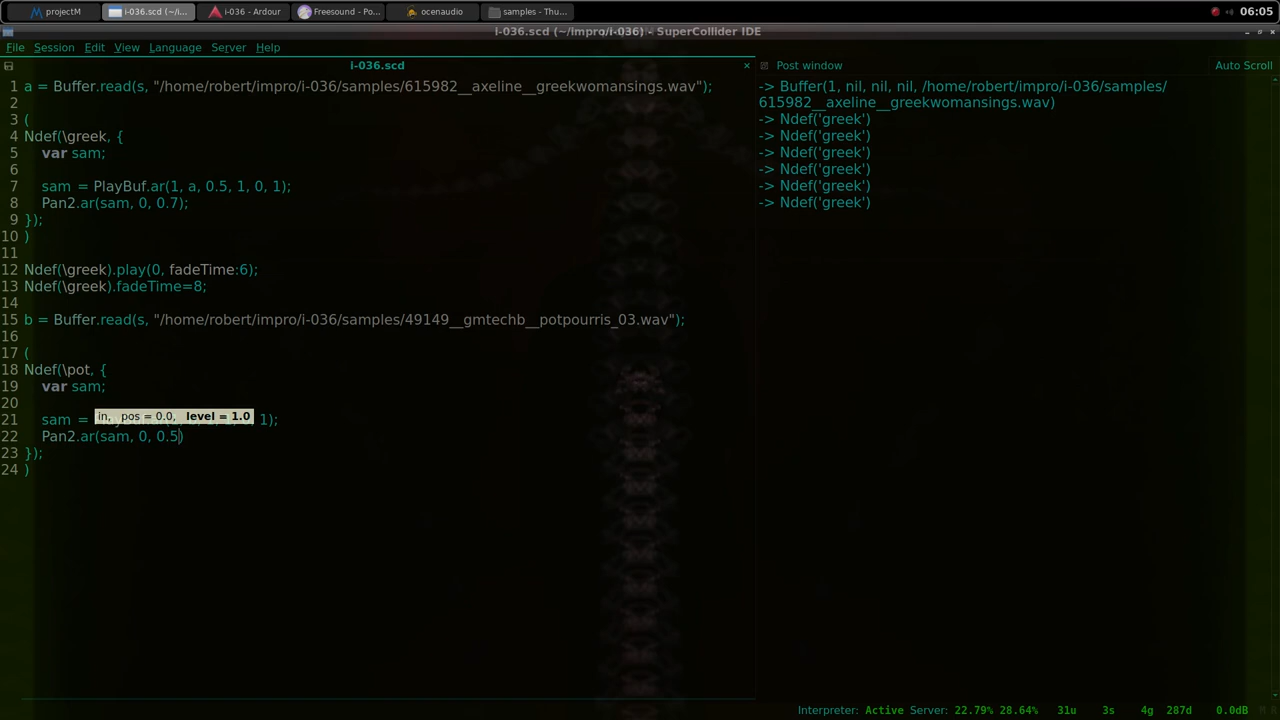 projectM
i-036.scd (~/i...
i-036 - Ardour
Freesound - Po...
ocenaudio
samples - Thu...
06:05
i-036.scd (~/impro/i-036) - SuperCollider IDE
File Session Edit View Language Server Help
i-036.scd
Post window
Auto Scroll
1 a = Buffer.read(s, "/home/robert/impro/i-036/samples/615982__axeline__greekwomansings.wav");
2
3 (
4 Ndef(\greek, {
5 var sam;
6
7 sam = PlayBuf.ar(1, a, 0.5, 1, 0, 1);
8 Pan2.ar(sam, 0, 0.7);
9 });
10 )
11
12 Ndef(\greek).play(0, fadeTime:6);
13 Ndef(\greek).fadeTime=8;
14
15 b = Buffer.read(s, "/home/robert/impro/i-036/samples/49149__gmtechb__potpourris_03.wav");
16
17 (
18 Ndef(\pot, {
19 var sam;
20
in, pos = 0.0, level = 1.0
21 sam = 1);
22 Pan2.ar(sam, 0, 0.5)
23 });
24 )
-> Buffer(1, nil, nil, nil, /home/robert/impro/i-036/samples/
615982__axeline__greekwomansings.wav)
-> Ndef('greek')
-> Ndef('greek')
-> Ndef('greek')
-> Ndef('greek')
-> Ndef('greek')
-> Ndef('greek')
Interpreter: Active Server: 22.79% 28.64% 31u 3s 4g 287d 0.0dB